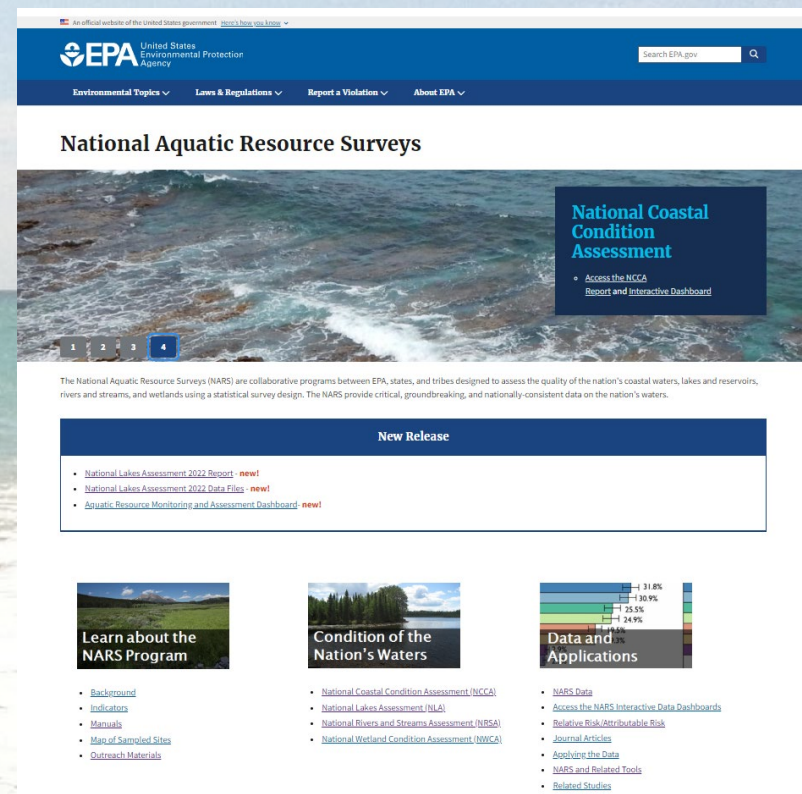 An official website of the United States government Here's how you know
EPA United States
Environmental Protection
Agency
Search EPA.gov
Environmental Topics Laws & Regulations Report a Violation About EPA
National Aquatic Resource Surveys
National Coastal
Condition
Assessment
Access the NCCA
Report and Interactive Dashboard
1 2 3 4
The National Aquatic Resource Surveys (NARS) are collaborative programs between EPA, states, and tribes designed to assess the quality of the nation's coastal waters, lakes and reservoirs,
rivers and streams, and wetlands using a statistical survey design. The NARS provide critical, groundbreaking, and nationally-consistent data on the nation's waters.
New Release
National Lakes Assessment 2022 Report - new!
National Lakes Assessment 2022 Data Files - new!
Aquatic Resource Monitoring and Assessment Dashboard- new!
Learn about the
NARS Program
Background
Indicators
Manuals
Map of Sampled Sites
Outreach Materials
Condition of the
Nation's Waters
National Coastal Condition Assessment (NCCA)
National Lakes Assessment (NLA)
National Rivers and Streams Assessment (NRSA)
National Wetland Condition Assessment (NWCA)
31.8%
30.9%
25.5%
24.9%
Data and
Applications
NARS Data
Access the NARS Interactive Data Dashboards
Relative Risk/Attributable Risk
Journal Articles
Applying the Data
NARS and Related Tools
Related Studies